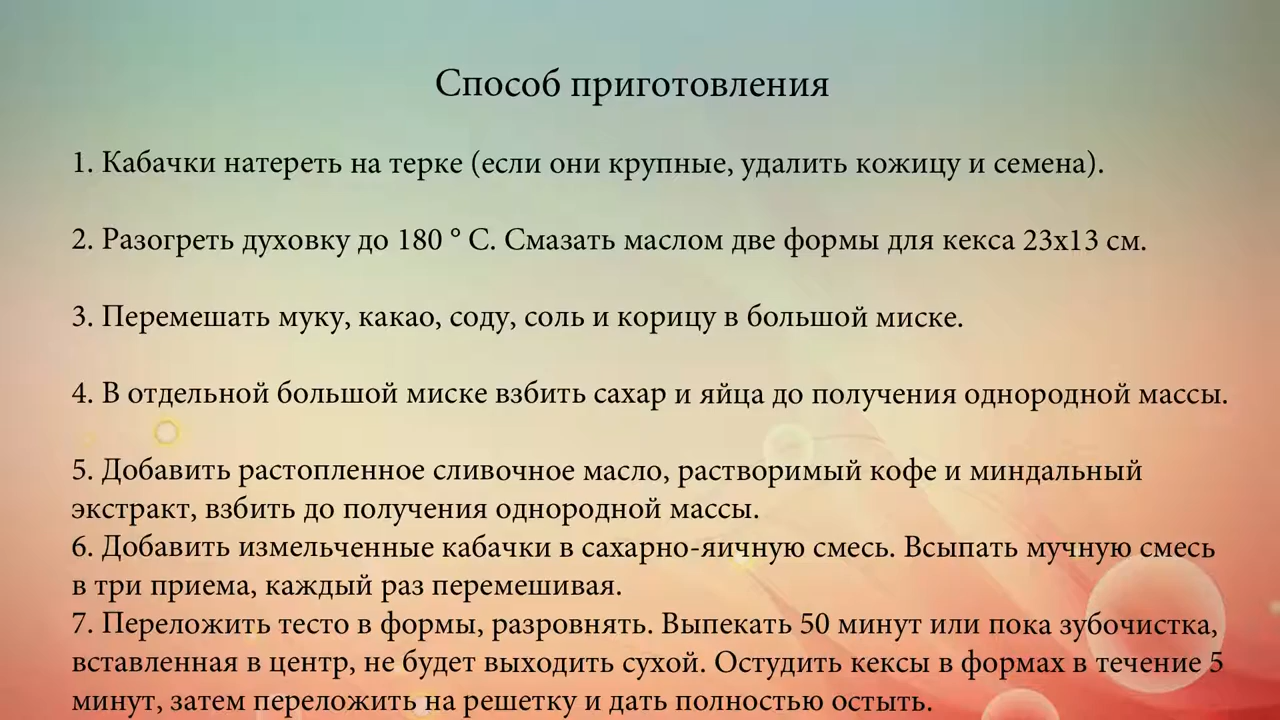 Способ приготовления
1. Кабачки натереть на терке (если они крупные, удалить кожицу и семена).
2. Разогреть духовку до 180 ° С. Смазать маслом две формы для кекса 23х13 см.
3. Перемешать муку, какао, соду, соль и корицу в большой миске.
4. В отдельной большой миске взбить сахар и яйца до получения однородной массы.
5. Добавить растопленное сливочное масло, растворимый кофе и миндальный
экстракт, взбить до получения однородной массы.
6. Добавить измельченные кабачки в сахарно-яичную смесь. Всыпать мучную смесь
в три приема, каждый раз перемешивая.
7. Переложить тесто в формы, разровнять. Выпекать 50 минут или пока зубочистка,
вставленная в центр, не будет выходить сухой. Остудить кексы в формах в течение 5
минут, затем переложить на решетку и дать полностью остыть.